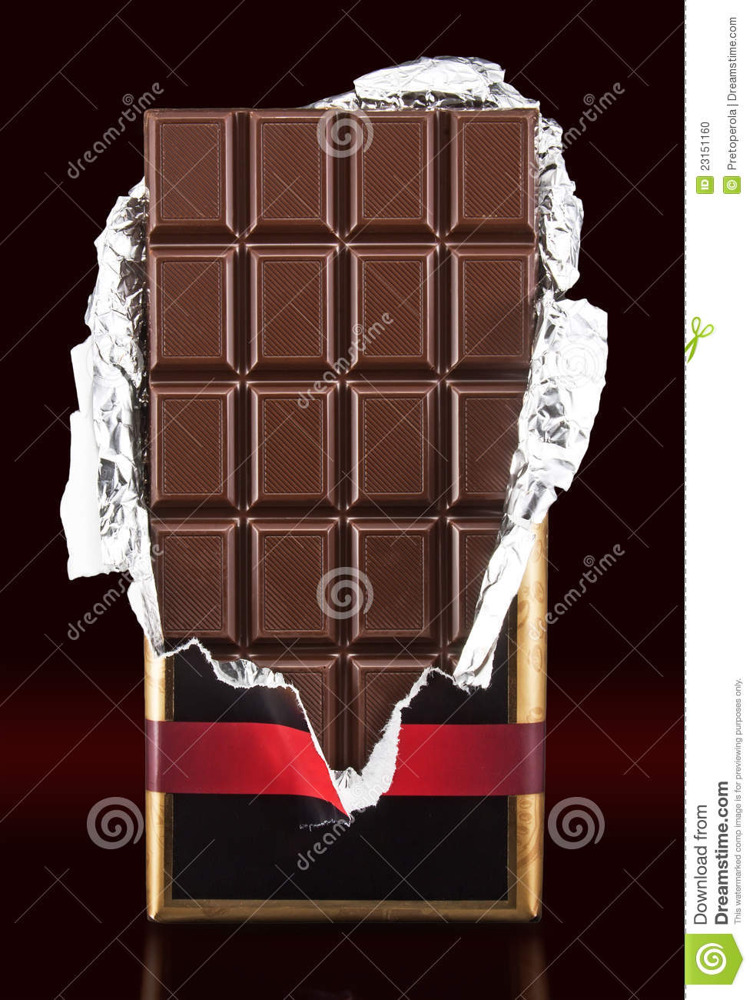 dreamstime
dreamstime
dreamstime
dreamstime
dreamstime
dreamstime
ID 23151160
© Pretoperola | Dreamstime.com
Download from
Dreamstime.com
This watermarked comp image is for previewing purposes only.